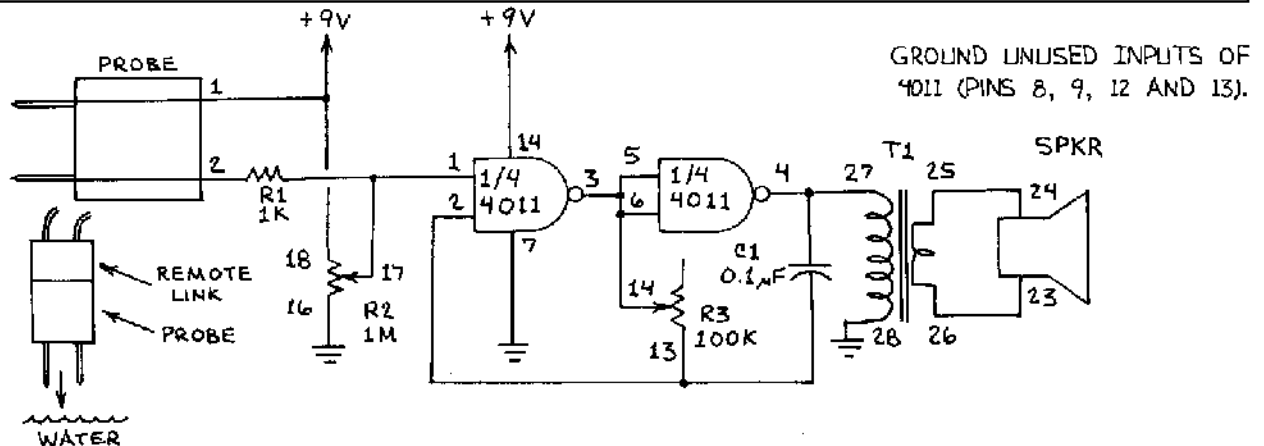 +9V
+9V
GROUND UNUSED INPUTS OF
4011 (PINS 8, 9, 12 AND 13).
PROBE
1
2
R1
1K
14
1
2
1/4
4011
3
7
5
6
1/4
4011
4
T1
27
25
SPKR
24
23
28
26
C1
0.1μF
18
17
16
R2
1M
14
R3
100K
13
REMOTE
LINK
PROBE
WATER